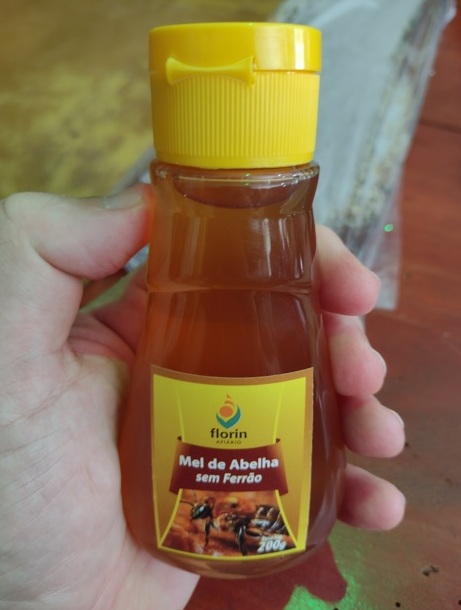 florin
APIÁRIO
Mel de Abelha
sem Ferrão
200g